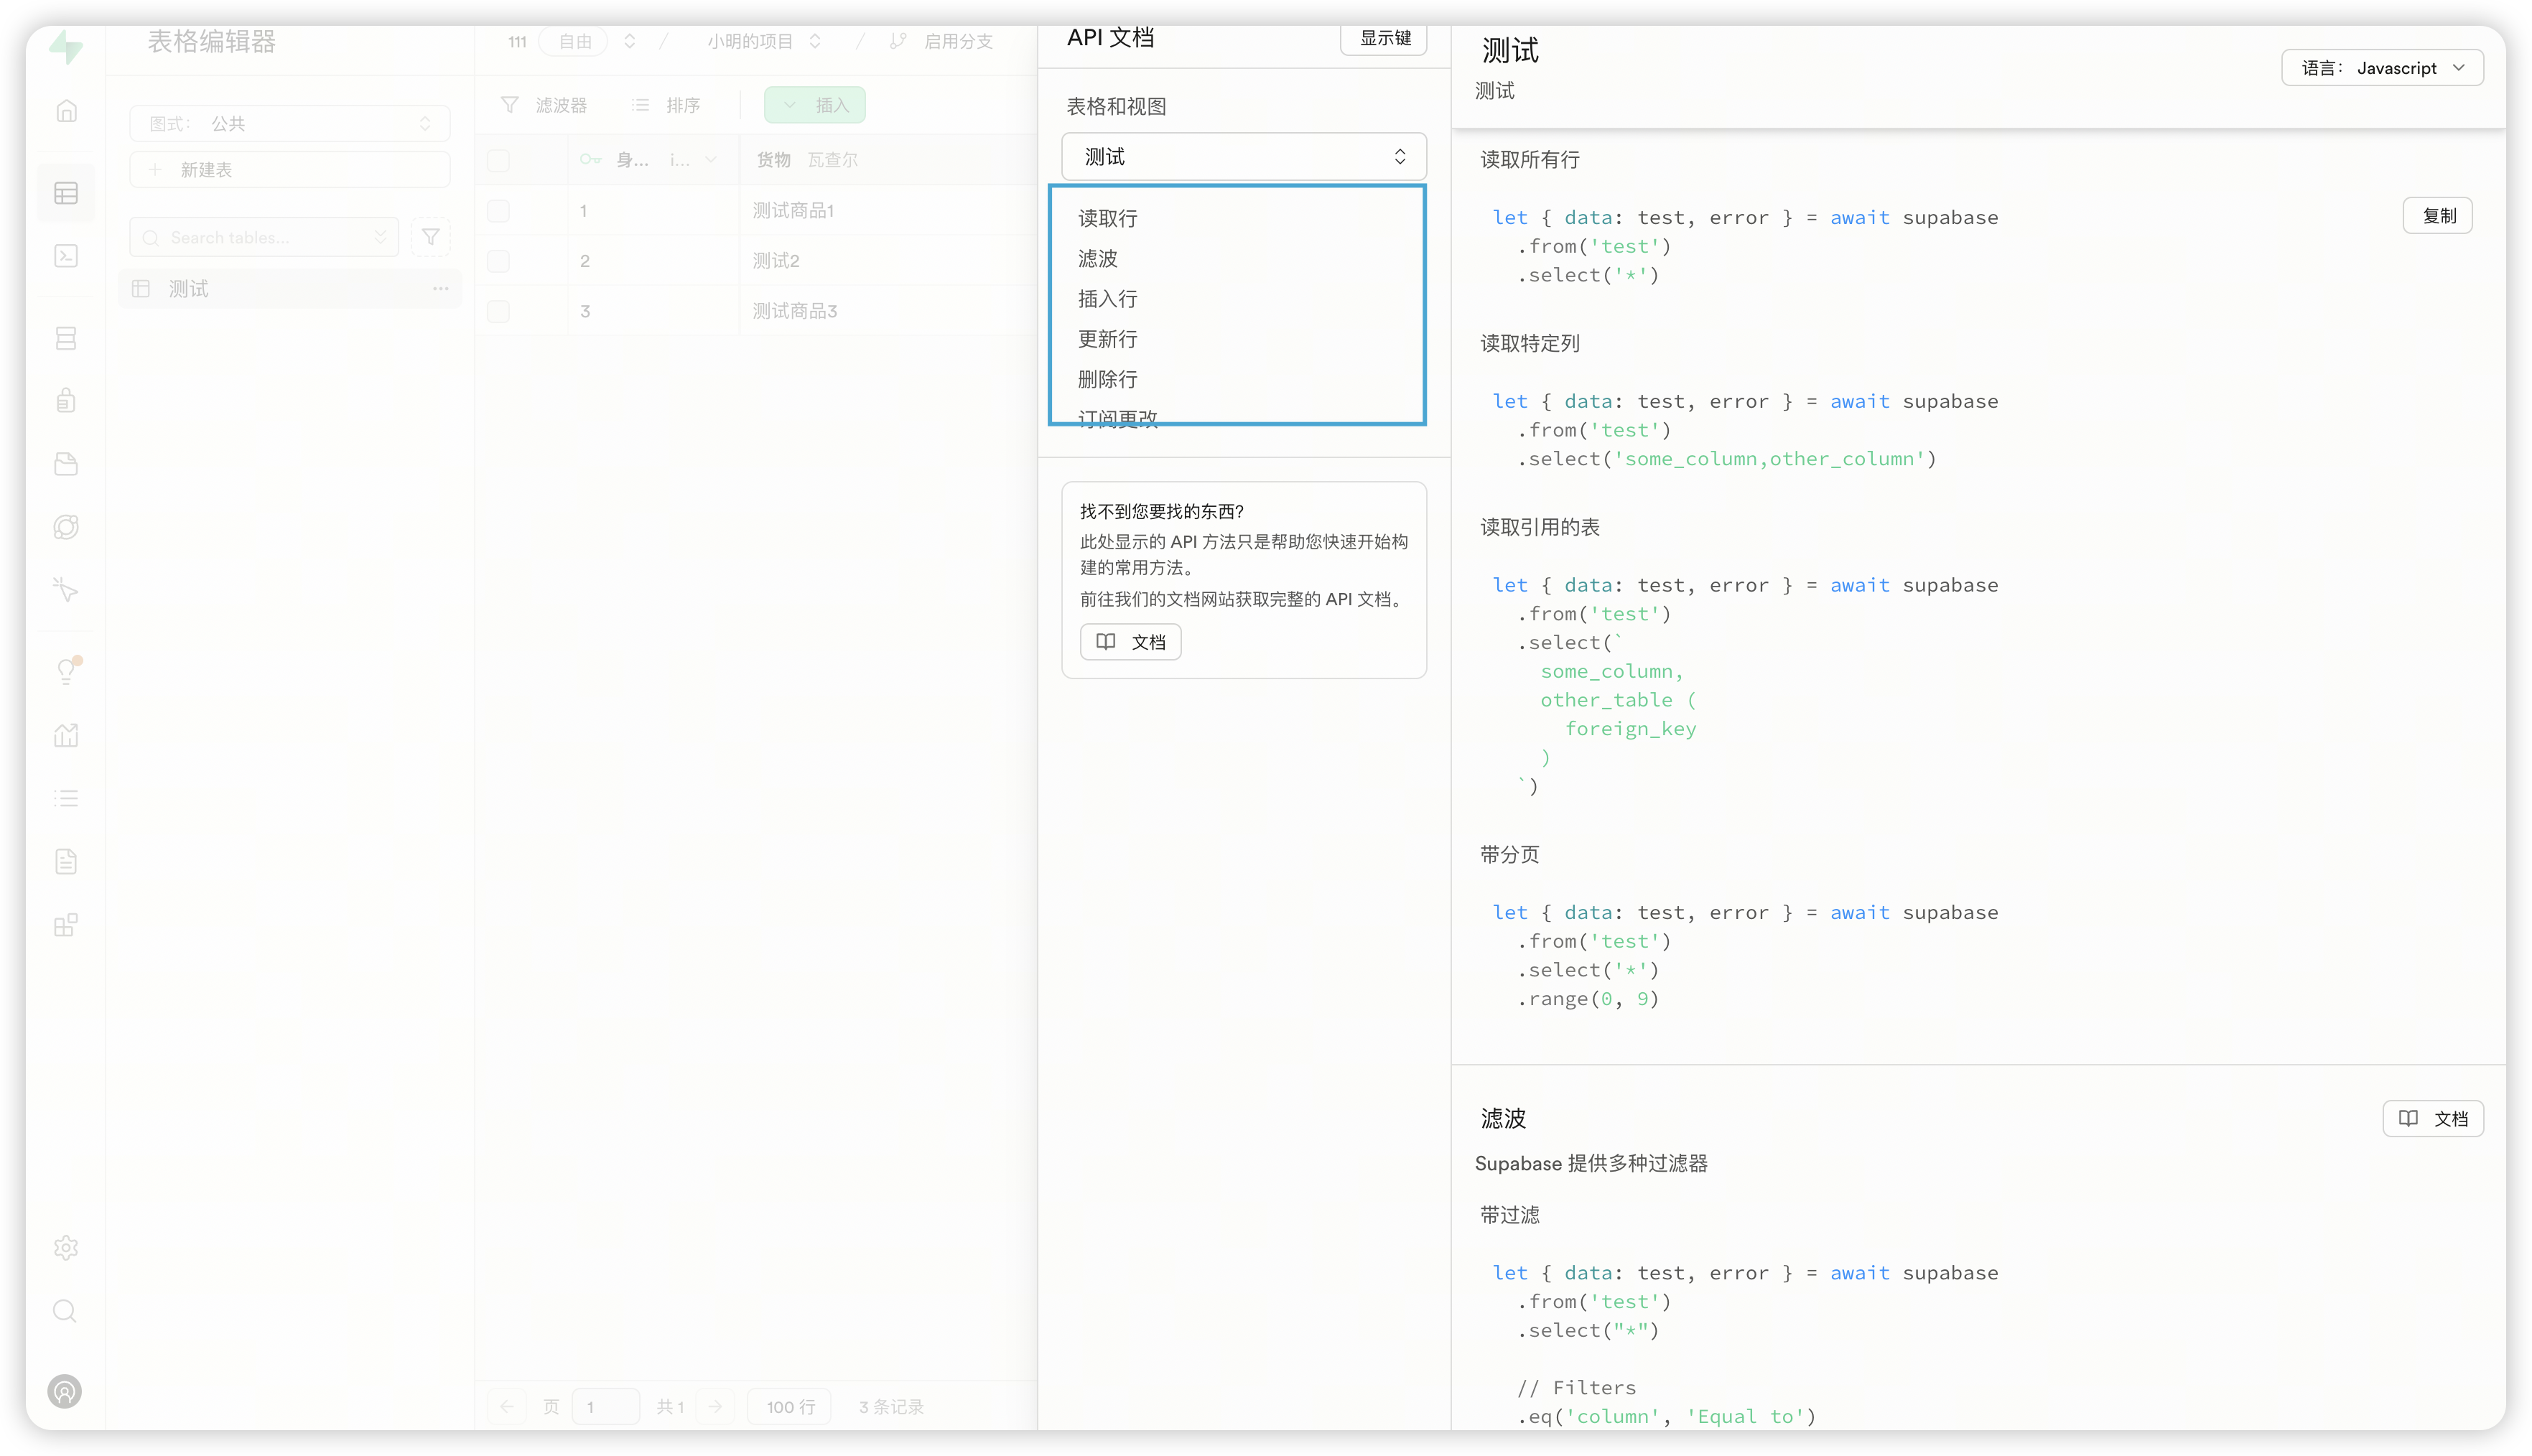 表格编辑器
图式： 公共
新建表
Search tables...
测试
111 自由 / 小明的项目 / 启用分支
滤波器 排序 插入
身... i... 货物 瓦查尔
1 测试商品1
2 测试2
3 测试商品3
页 1 共 1 100 行 3 条记录
API 文档 显示键
表格和视图
测试
读取行
滤波
插入行
更新行
删除行
订阅更改
找不到您要找的东西?
此处显示的 API 方法只是帮助您快速开始构
建的常用方法。
前往我们的文档网站获取完整的 API 文档。
文档
测试
测试
语言： Javascript
读取所有行
复制
let { data: test, error } = await supabase
.from('test')
.select('*')
读取特定列
let { data: test, error } = await supabase
.from('test')
.select('some_column,other_column')
读取引用的表
let { data: test, error } = await supabase
.from('test')
.select(`
some_column,
other_table (
foreign_key
)
`)
带分页
let { data: test, error } = await supabase
.from('test')
.select('*')
.range(0, 9)
滤波
文档
Supabase 提供多种过滤器
带过滤
let { data: test, error } = await supabase
.from('test')
.select("*")
// Filters
.eq('column', 'Equal to')